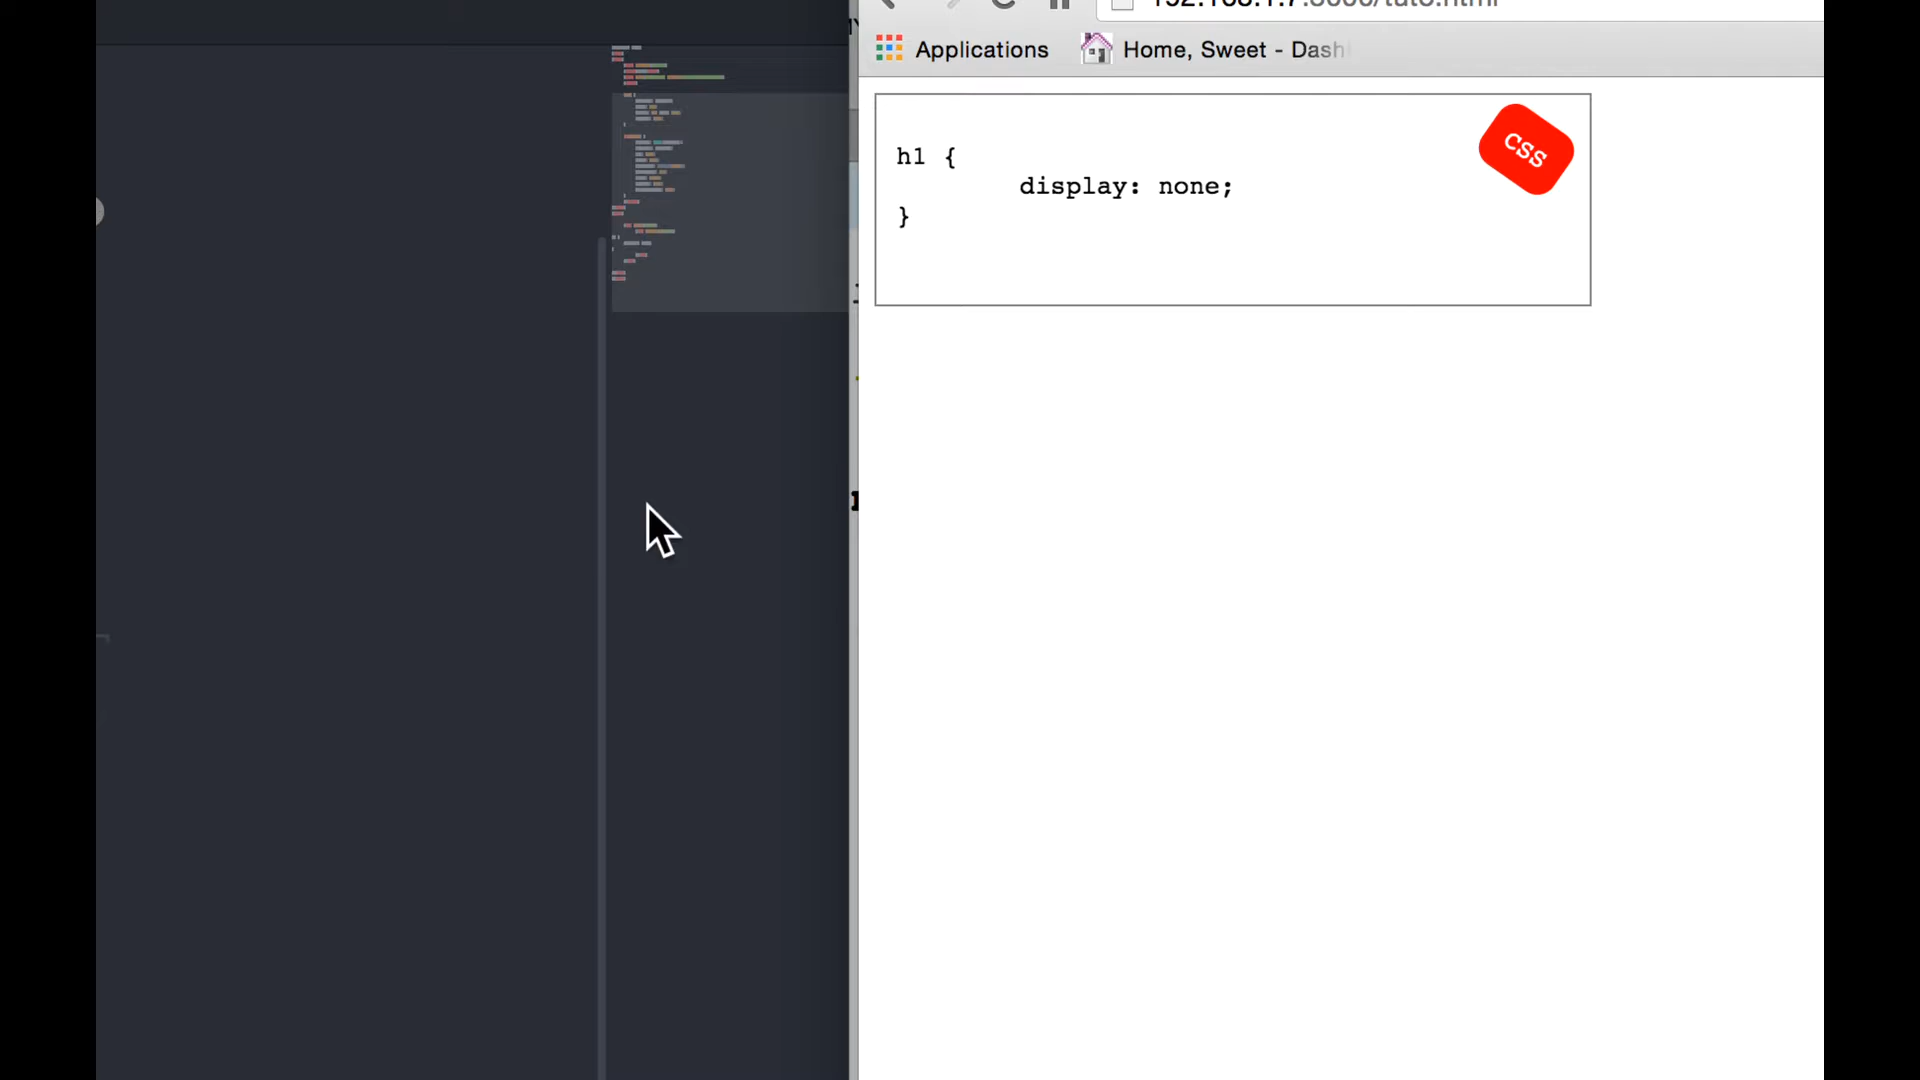 Applications
Home, Sweet - Dash
h1 {
display: none;
}
CSS